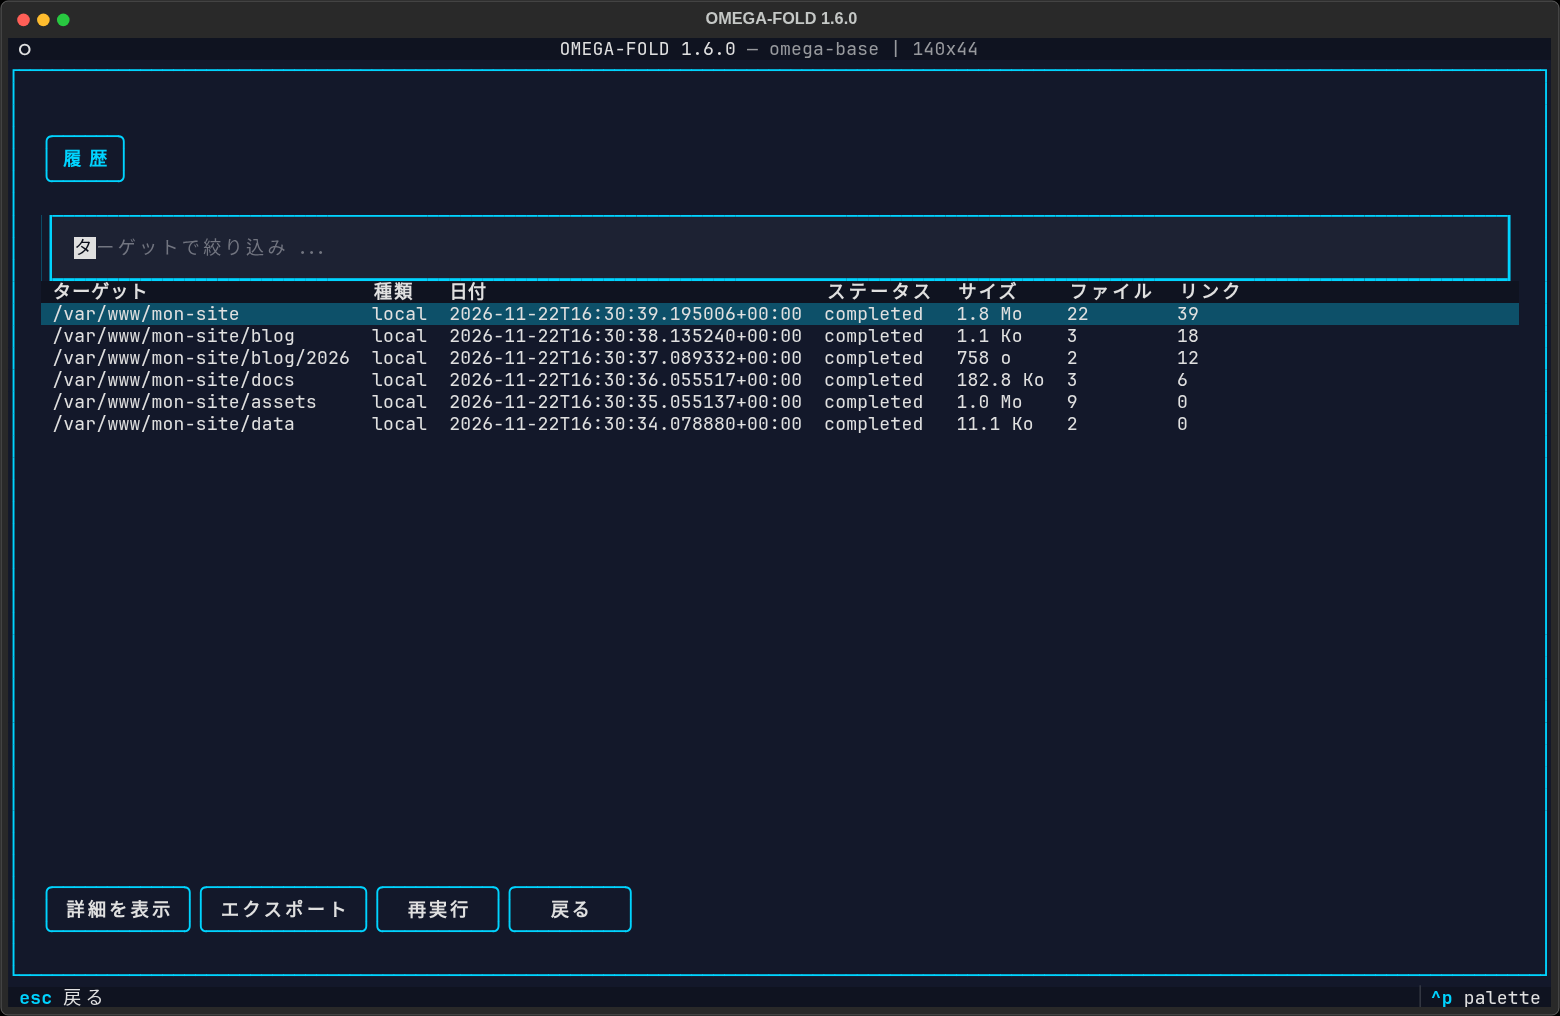 OMEGA-FOLD 1.6.0
OMEGA-FOLD 1.6.0 — omega-base | 140x44
履歴
ターゲットで絞り込み ...
ターゲット 種類 日付 ステータス サイズ ファイル リンク
/var/www/mon-site local 2026-11-22T16:30:39.195006+00:00 completed 1.8 Mo 22 39
/var/www/mon-site/blog local 2026-11-22T16:30:38.135240+00:00 completed 1.1 Ko 3 18
/var/www/mon-site/blog/2026 local 2026-11-22T16:30:37.089332+00:00 completed 758 o 2 12
/var/www/mon-site/docs local 2026-11-22T16:30:36.055517+00:00 completed 182.8 Ko 3 6
/var/www/mon-site/assets local 2026-11-22T16:30:35.055137+00:00 completed 1.0 Mo 9 0
/var/www/mon-site/data local 2026-11-22T16:30:34.078880+00:00 completed 11.1 Ko 2 0
詳細を表示 エクスポート 再実行 戻る
esc 戻る ^p palette